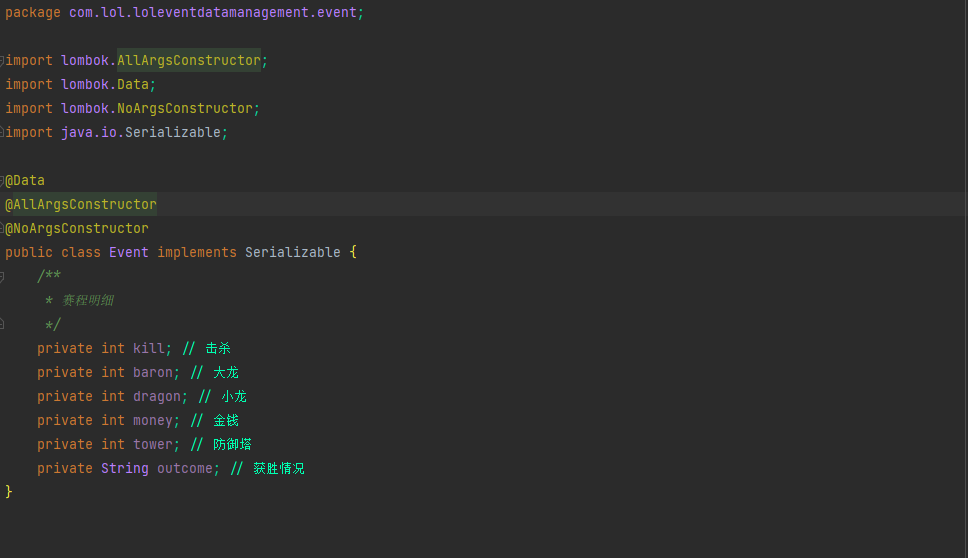 package com.lol.loleventdatamanagement.event;
import lombok.AllArgsConstructor;
import lombok.Data;
import lombok.NoArgsConstructor;
import java.io.Serializable;
@Data
@AllArgsConstructor
@NoArgsConstructor
public class Event implements Serializable {
/**
* 赛程明细
*/
private int kill; // 击杀
private int baron; // 大龙
private int dragon; // 小龙
private int money; // 金钱
private int tower; // 防御塔
private String outcome; // 获胜情况
}